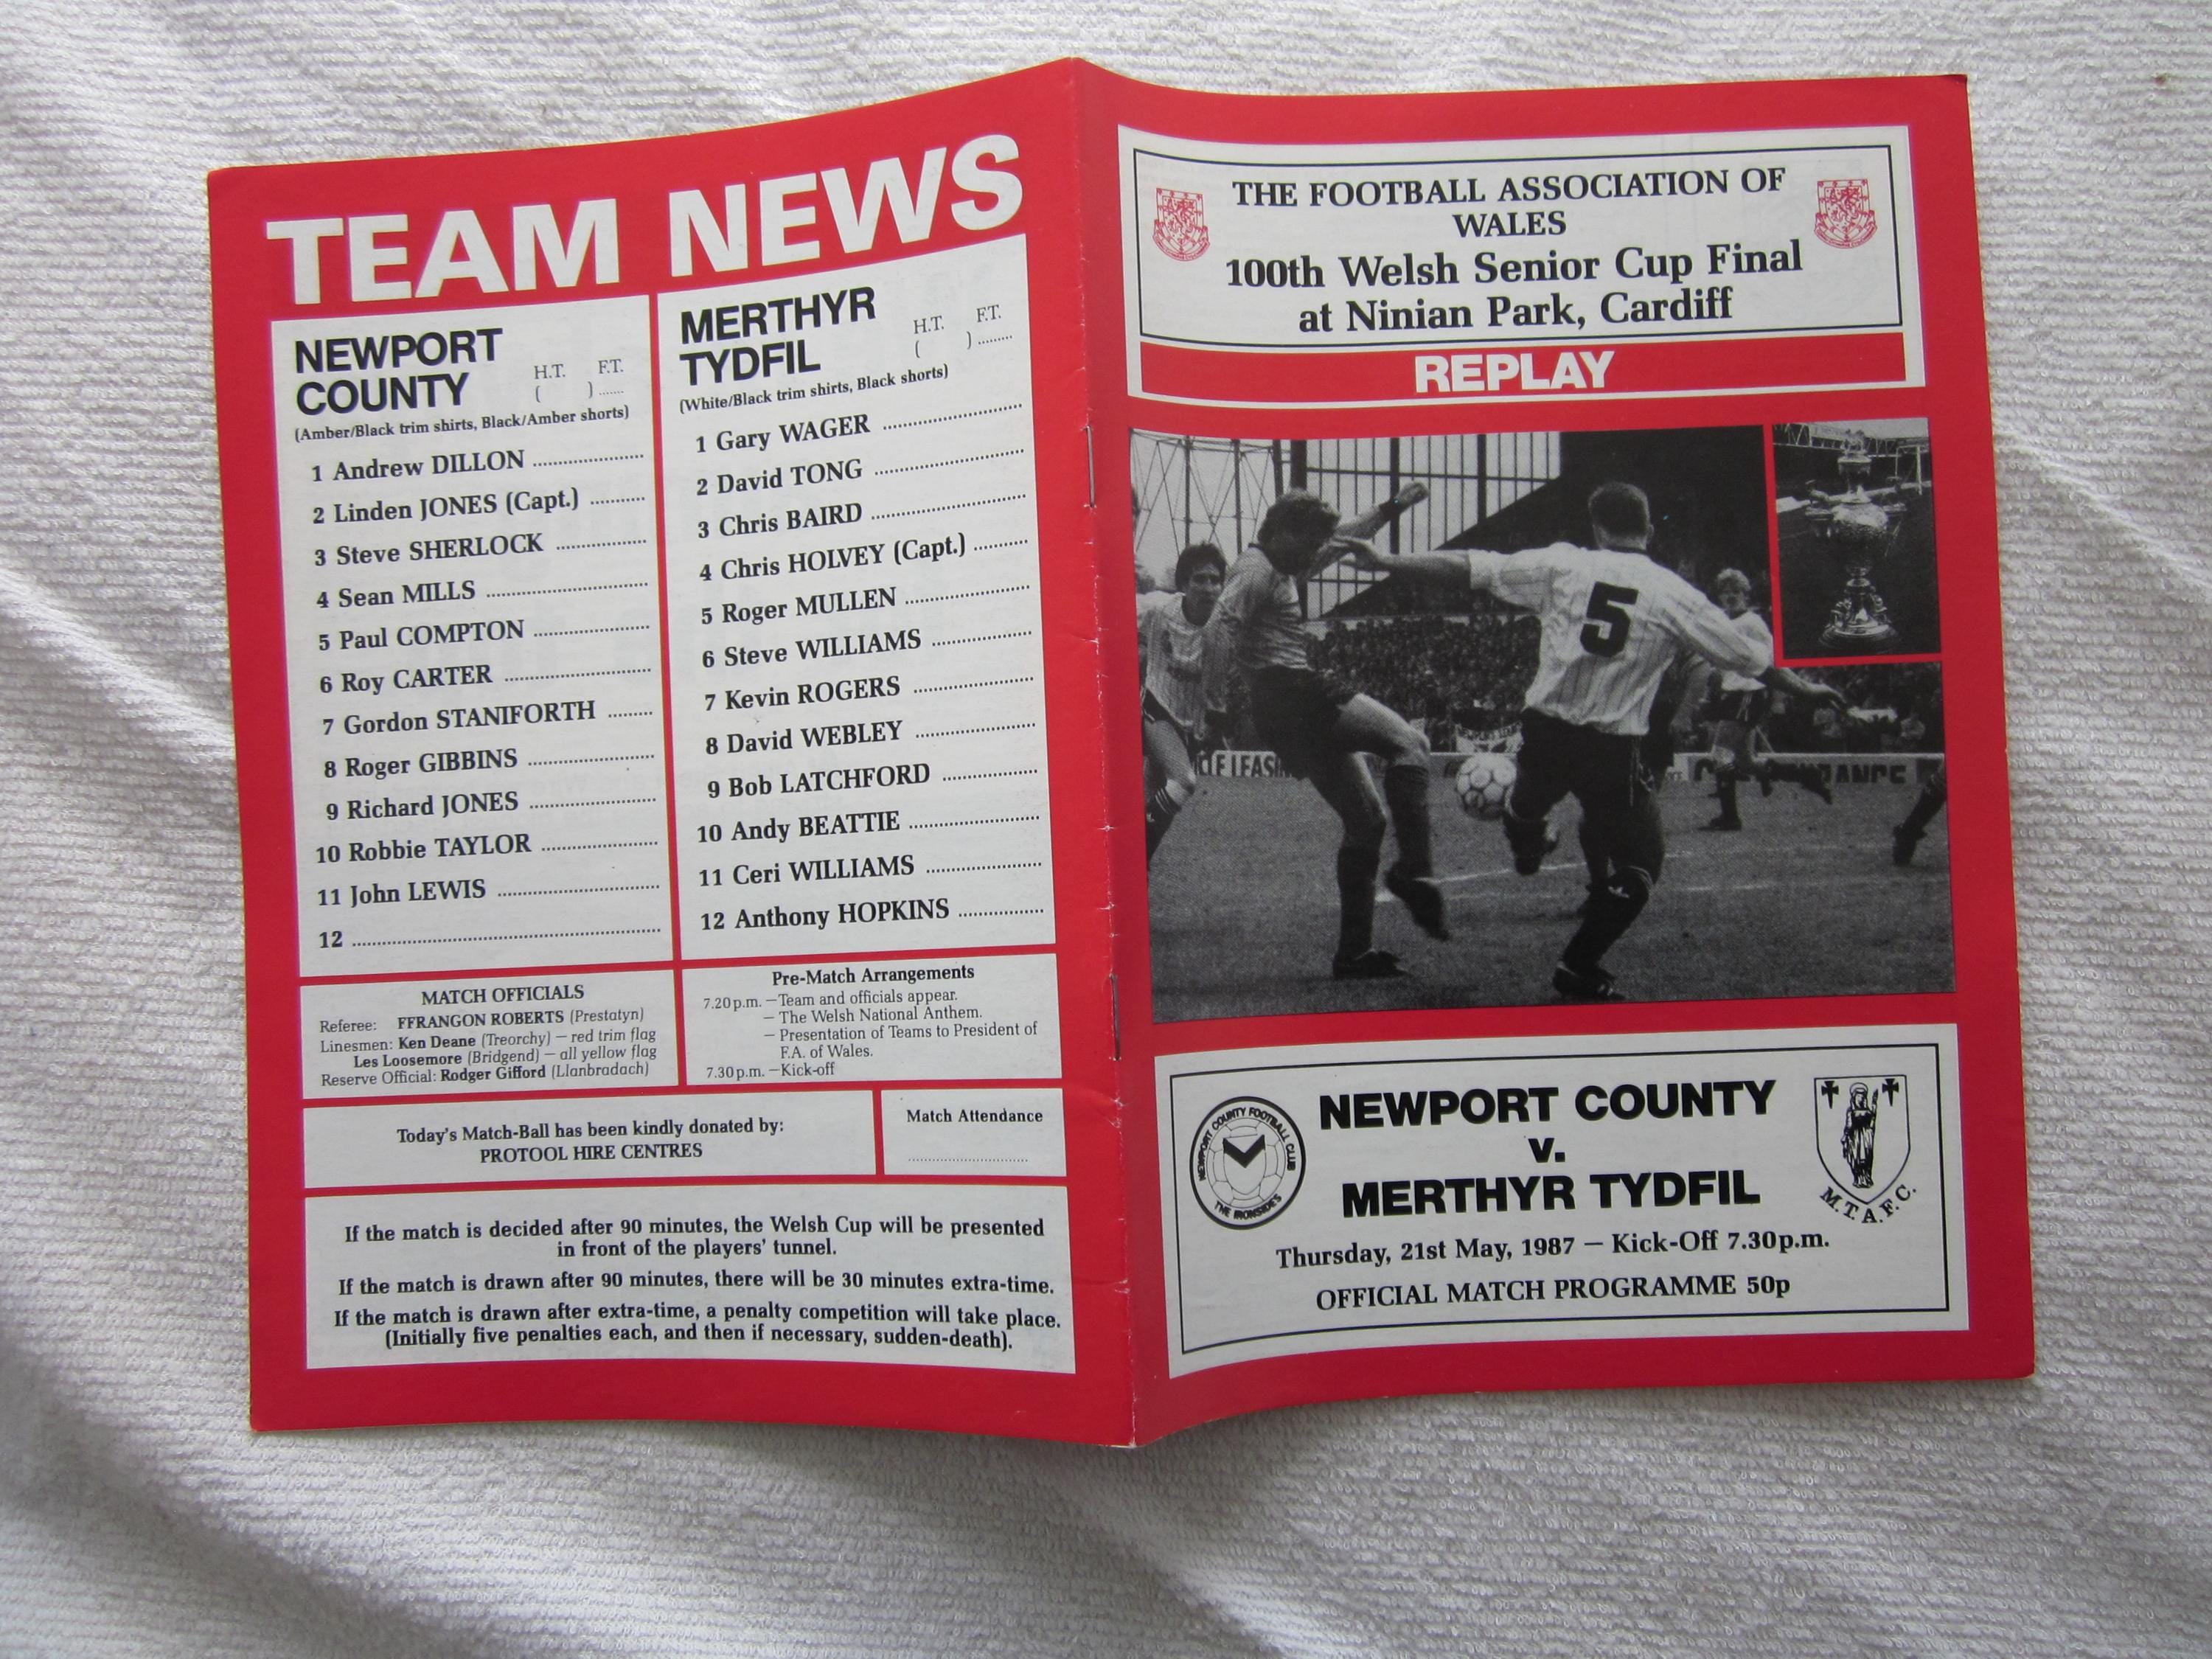 TEAM NEWS
NEWPORT
COUNTY
H.T. F.T.
( ) .......
(Amber/Black trim shirts, Black/Amber shorts)
1 Andrew DILLON
2 Linden JONES (Capt.)
3 Steve SHERLOCK
4 Sean MILLS
5 Paul COMPTON
6 Roy CARTER
7 Gordon STANIFORTH
8 Roger GIBBINS
9 Richard JONES
10 Robbie TAYLOR
11 John LEWIS
12
MERTHYR
TYDFIL
H.T. F.T.
( ) .........
(White/Black trim shirts, Black shorts)
1 Gary WAGER
2 David TONG
3 Chris BAIRD
4 Chris HOLVEY (Capt.)
5 Roger MULLEN
6 Steve WILLIAMS
7 Kevin ROGERS
8 David WEBLEY
9 Bob LATCHFORD
10 Andy BEATTIE
11 Ceri WILLIAMS
12 Anthony HOPKINS
MATCH OFFICIALS
Referee: FFRANGON ROBERTS (Prestatyn)
Linesmen: Ken Deane (Treorchy) — red trim flag
Les Loosemore (Bridgend) — all yellow flag
Reserve Official: Rodger Gifford (Llanbradach)
Pre-Match Arrangements
7.20 p.m. —Team and officials appear.
— The Welsh National Anthem.
— Presentation of Teams to President of
F.A. of Wales.
7.30 p.m. —Kick-off
Today's Match-Ball has been kindly donated by:
PROTOOL HIRE CENTRES
Match Attendance
If the match is decided after 90 minutes, the Welsh Cup will be presented
in front of the players' tunnel.
If the match is drawn after 90 minutes, there will be 30 minutes extra-time.
If the match is drawn after extra-time, a penalty competition will take place.
(Initially five penalties each, and then if necessary, sudden-death).
THE FOOTBALL ASSOCIATION OF
WALES
100th Welsh Senior Cup Final
at Ninian Park, Cardiff
REPLAY
5
NEWPORT COUNTY FOOTBALL CLUB
THE IRONSIDES
NEWPORT COUNTY
v.
MERTHYR TYDFIL
M.T.A.F.C.
Thursday, 21st May, 1987 — Kick-Off 7.30p.m.
OFFICIAL MATCH PROGRAMME 50p